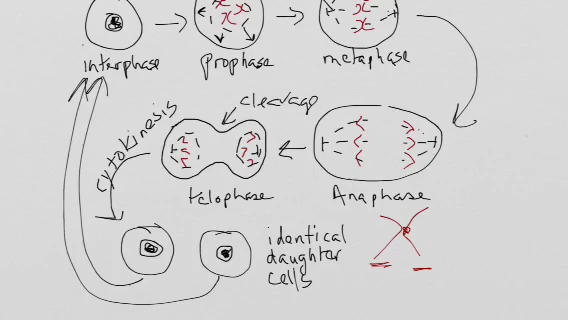 interphase
prophase
metaphase
cleavage
cytokinesis
telophase
Anaphase
identical
daughter
cells